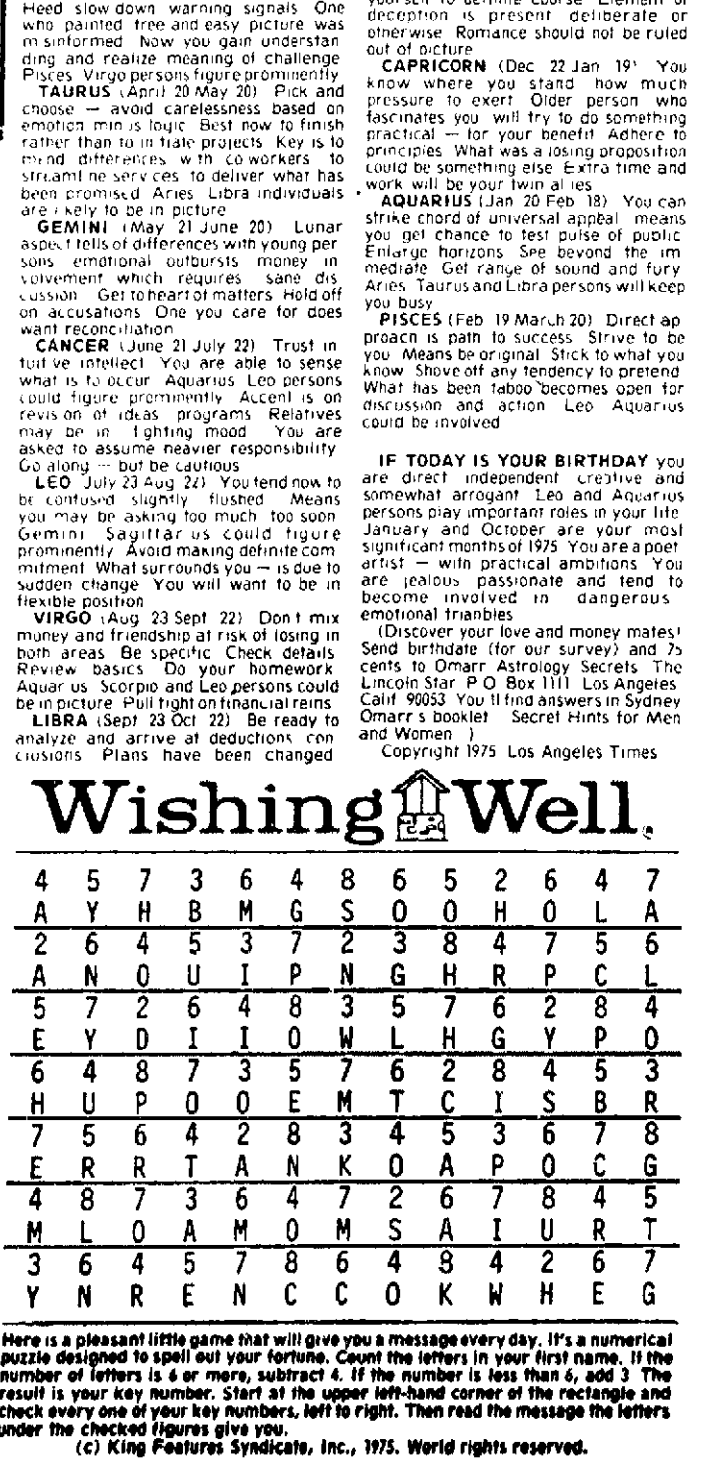 Heed slow down warning signals One
who painted free and easy picture was
misinformed Now you gain understan
ding and realize meaning of challenge
Pisces Virgo persons figure prominently
TAURUS (April 20 May 20) Pick and
choose — avoid carelessness based on
emotion minus logic Best now to finish
rather than to initiate projects Key is to
mend differences with co workers to
streamline services to deliver what has
been promised Aries Libra individuals
are likely to be in picture
GEMINI (May 21 June 20) Lunar
aspect tells of differences with young per
sons emotional outbursts money in
volvement which requires sane dis
cussion Get to heart of matters Hold off
on accusations One you care for does
want reconciliation
CANCER (June 21 July 22) Trust in
tuitive intellect You are able to sense
what is to occur Aquarius Leo persons
could figure prominently Accent is on
revision of ideas programs Relatives
may be in fighting mood You are
asked to assume heavier responsibility
Go along — but be cautious
LEO July 23 Aug 22) You tend now to
be confused slightly flushed Means
you may be asking too much too soon
Gemini Sagittarius could figure
prominently Avoid making definite com
mitment What surrounds you — is due to
sudden change You will want to be in
flexible position
VIRGO (Aug 23 Sept 22) Don t mix
money and friendship at risk of losing in
both areas Be specific Check details
Review basics Do your homework
Aquarius Scorpio and Leo persons could
be in picture Pull tight on financial reins
LIBRA (Sept 23 Oct 22) Be ready to
analyze and arrive at deductions con
clusions Plans have been changed
yourself to definite course Element of
deception is present deliberate or
otherwise Romance should not be ruled
out of picture
CAPRICORN (Dec 22 Jan 19) You
know where you stand how much
pressure to exert Older person who
fascinates you will try to do something
practical — for your benefit Adhere to
principles What was a losing proposition
could be something else Extra time and
work will be your twin allies
AQUARIUS (Jan 20 Feb 18) You can
strike chord of universal appeal means
you get chance to test pulse of public
Enlarge horizons See beyond the im
mediate Get range of sound and fury
Aries Taurus and Libra persons will keep
you busy
PISCES (Feb 19 March 20) Direct ap
proach is path to success Strive to be
you Means be original Stick to what you
know Shove off any tendency to pretend
What has been taboo becomes open for
discussion and action Leo Aquarius
could be involved
IF TODAY IS YOUR BIRTHDAY you
are direct independent creative and
somewhat arrogant Leo and Aquarius
persons play important roles in your life
January and October are your most
significant months of 1975 You are a poet
artist — with practical ambitions You
are jealous passionate and tend to
become involved in dangerous
emotional triangles
(Discover your love and money mates!
Send birthdate (for our survey) and 75
cents to Omarr Astrology Secrets The
Lincoln Star P O Box 1111 Los Angeles
Calif 90053 You ll find answers in Sydney
Omarr s booklet Secret Hints for Men
and Women )
Copyright 1975 Los Angeles Times
Wishing Well
4 5 7 3 6 4 8 6 5 2 6 4 7
A Y H B M G S O O H O L A
2 6 4 5 3 7 2 3 8 4 7 5 6
A N O U I P N G H R P C L
5 7 2 6 4 8 3 5 7 6 2 8 4
E Y D I I O W L H G Y P O
6 4 8 7 3 5 7 6 2 8 4 5 3
H U P O O E M T C I S B R
7 5 6 4 2 8 3 4 5 3 6 7 8
E R R T A N K O A P O C G
4 8 7 3 6 4 7 2 6 7 8 4 5
M L O A M O M S A I U R T
3 6 4 5 7 8 6 4 8 4 2 6 7
Y N R E N C C O K W H E G
Here is a pleasant little game that will give you a message every day. It's a numerical
puzzle designed to spell out your fortune. Count the letters in your first name. If the
number of letters is 6 or more, subtract 4. If the number is less than 6, add 3 The
result is your key number. Start at the upper left-hand corner of the rectangle and
check every one of your key numbers, left to right. Then read the message the letters
under the checked figures give you.
(c) King Features Syndicate, Inc., 1975. World rights reserved.